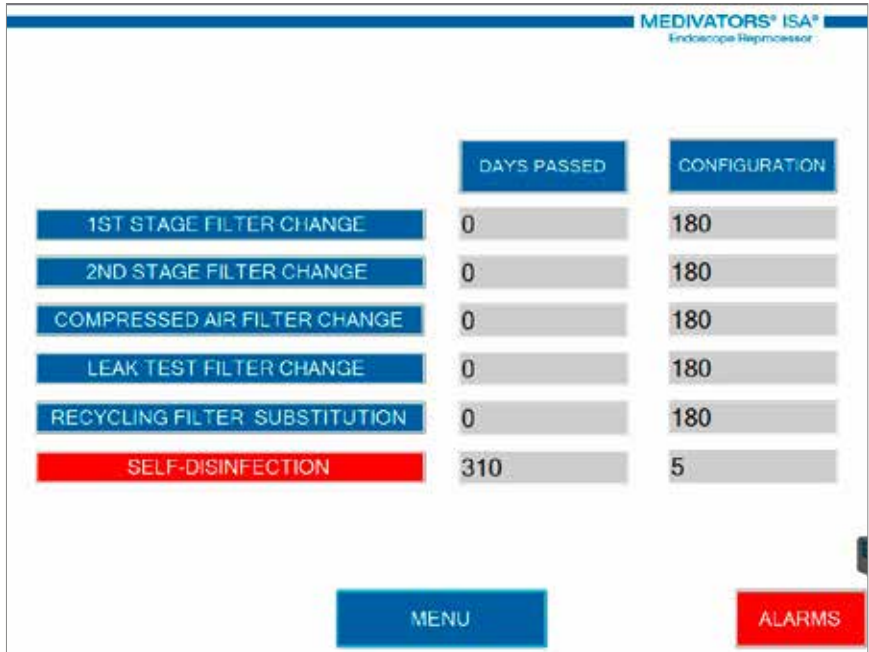 MEDIVATORS® ISA®
Endoscope Reprocessor
DAYS PASSED CONFIGURATION
1ST STAGE FILTER CHANGE 0 180
2ND STAGE FILTER CHANGE 0 180
COMPRESSED AIR FILTER CHANGE 0 180
LEAK TEST FILTER CHANGE 0 180
RECYCLING FILTER SUBSTITUTION 0 180
SELF-DISINFECTION 310 5
MENU ALARMS